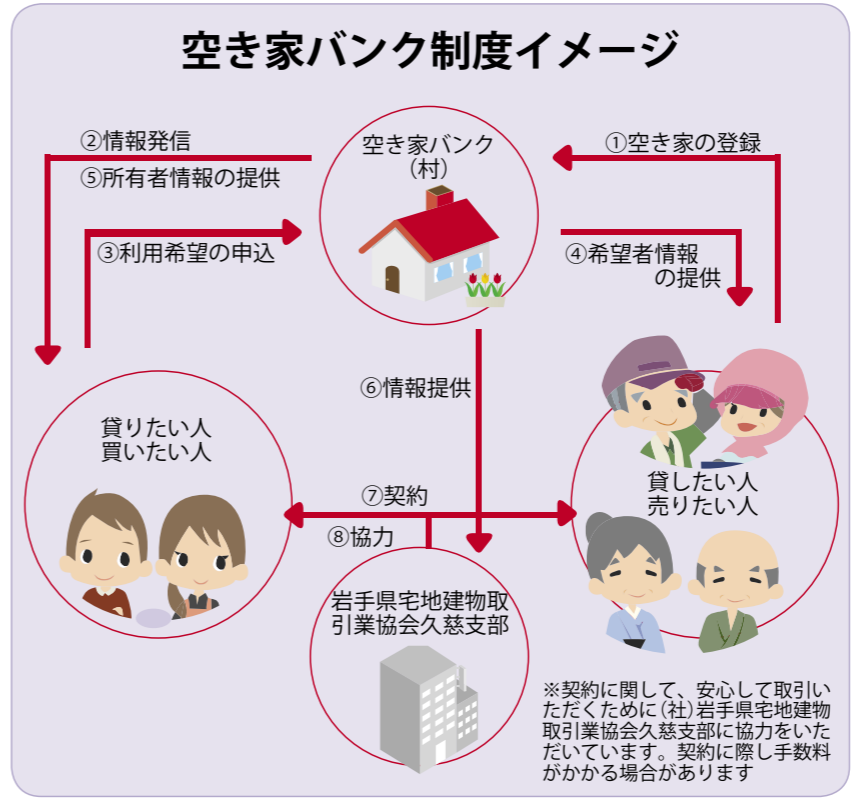 空き家バンク制度イメージ
②情報発信
⑤所有者情報の提供
③利用希望の申込
空き家バンク
（村）
①空き家の登録
④希望者情報
の提供
⑥情報提供
貸りたい人
買いたい人
貸したい人
売りたい人
⑦契約
⑧協力
岩手県宅地建物取
引業協会久慈支部
※契約に関して、安心して取引い
ただくために（社）岩手県宅地建物
取引業協会久慈支部に協力をいた
だいています。契約に際し手数料
がかかる場合があります